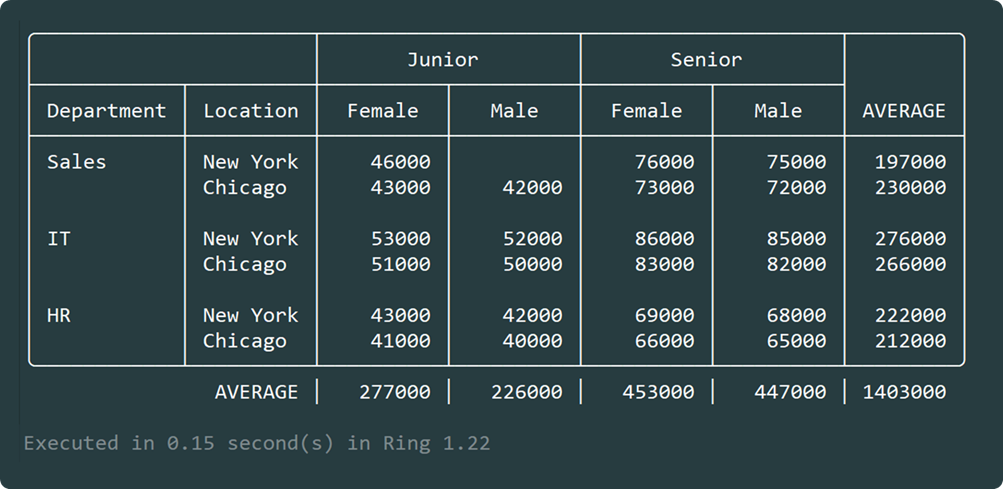 Junior Senior
Department Location Female Male Female Male AVERAGE
Sales New York 46000 76000 75000 197000
Chicago 43000 42000 73000 72000 230000
IT New York 53000 52000 86000 85000 276000
Chicago 51000 50000 83000 82000 266000
HR New York 43000 42000 69000 68000 222000
Chicago 41000 40000 66000 65000 212000
AVERAGE | 277000 | 226000 | 453000 | 447000 | 1403000
Executed in 0.15 second(s) in Ring 1.22